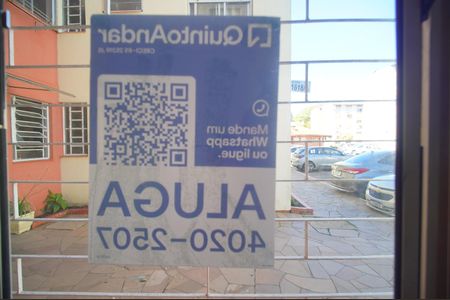 QuintoAndar
Mande um
Whatsapp
ou ligue.
ALUGA
4020-2507